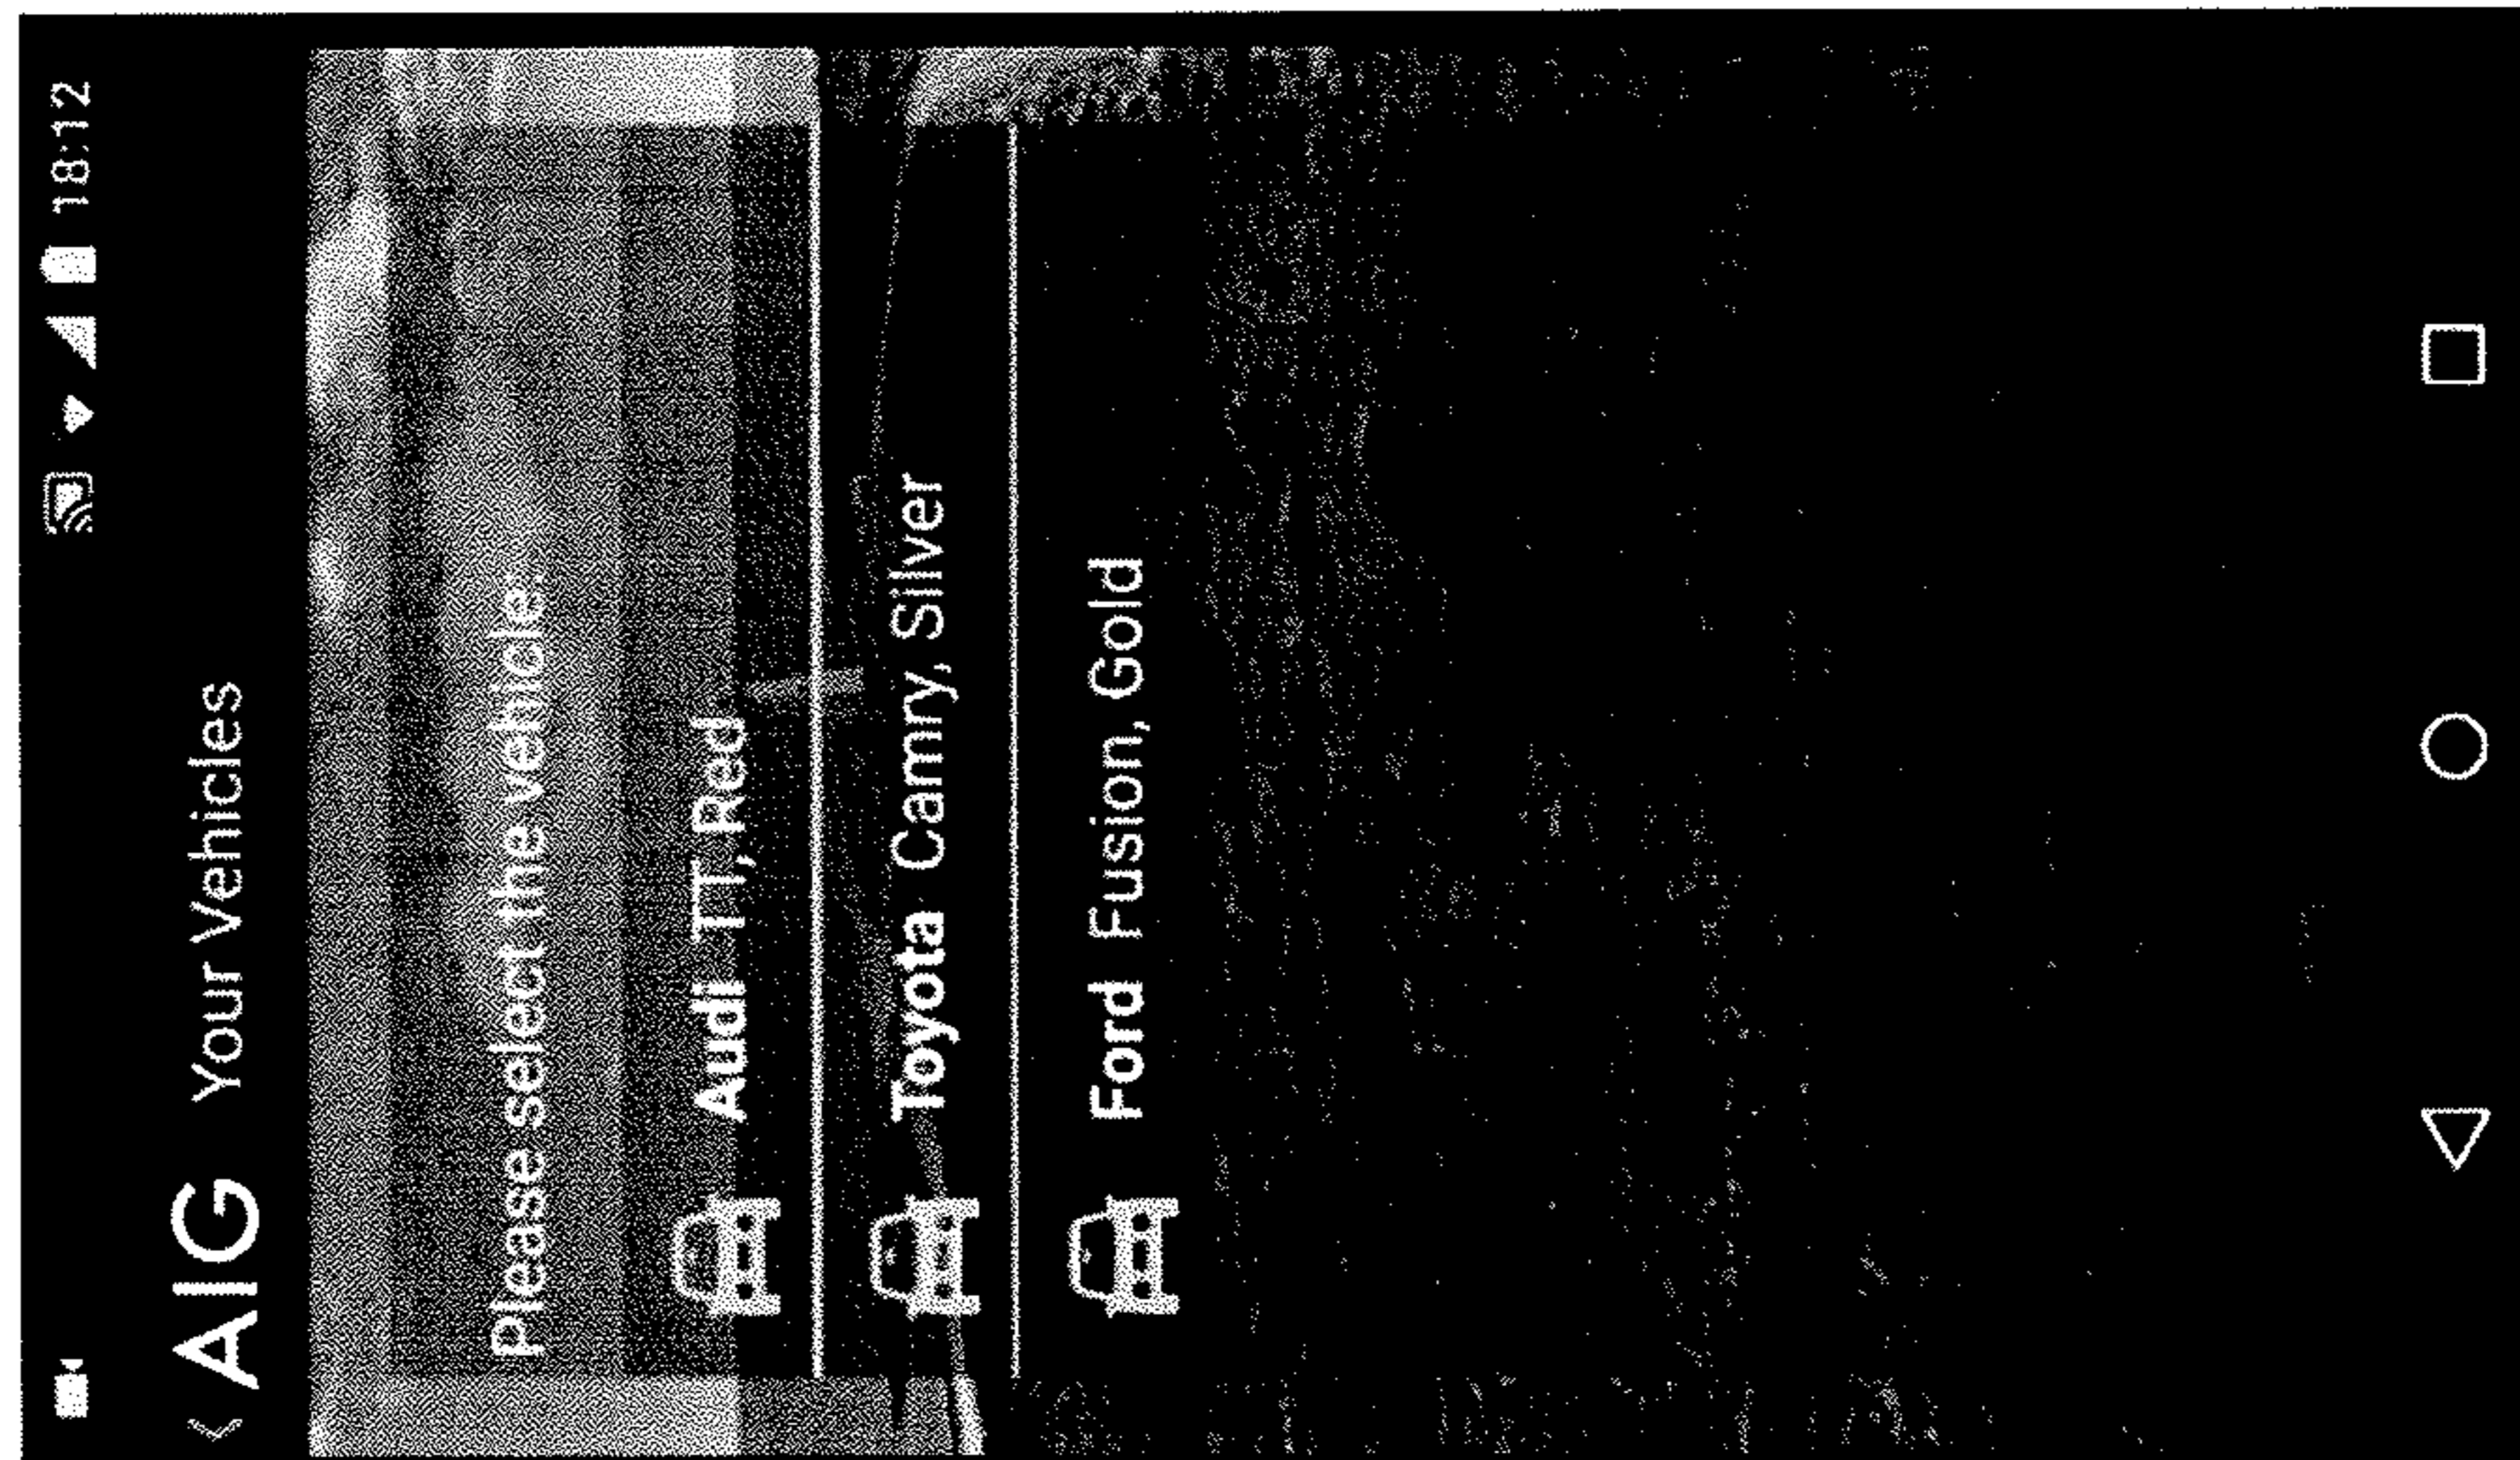 18:12
AIG Your Vehicles
please select the vehicle:
Audi TT, Red
Toyota Camry, Silver
Ford Fusion, Gold